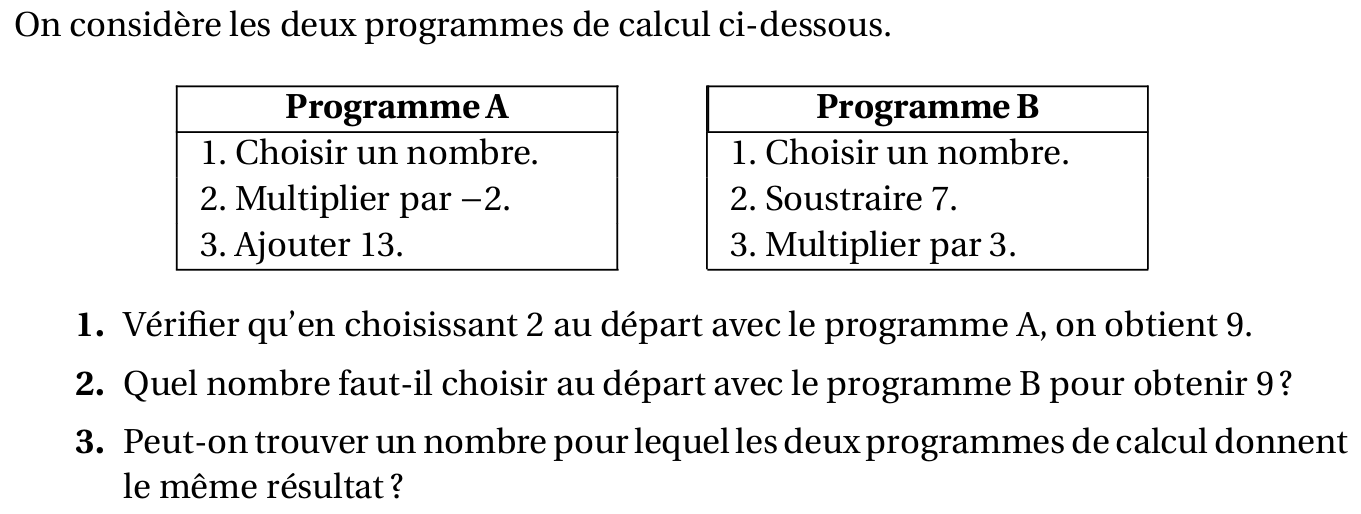 On considère les deux programmes de calcul ci-dessous.
Programme A
1. Choisir un nombre.
2. Multiplier par −2.
3. Ajouter 13.
Programme B
1. Choisir un nombre.
2. Soustraire 7.
3. Multiplier par 3.
1. Vérifier qu’en choisissant 2 au départ avec le programme A, on obtient 9.
2. Quel nombre faut-il choisir au départ avec le programme B pour obtenir 9 ?
3. Peut-on trouver un nombre pour lequel les deux programmes de calcul donnent
le même résultat ?